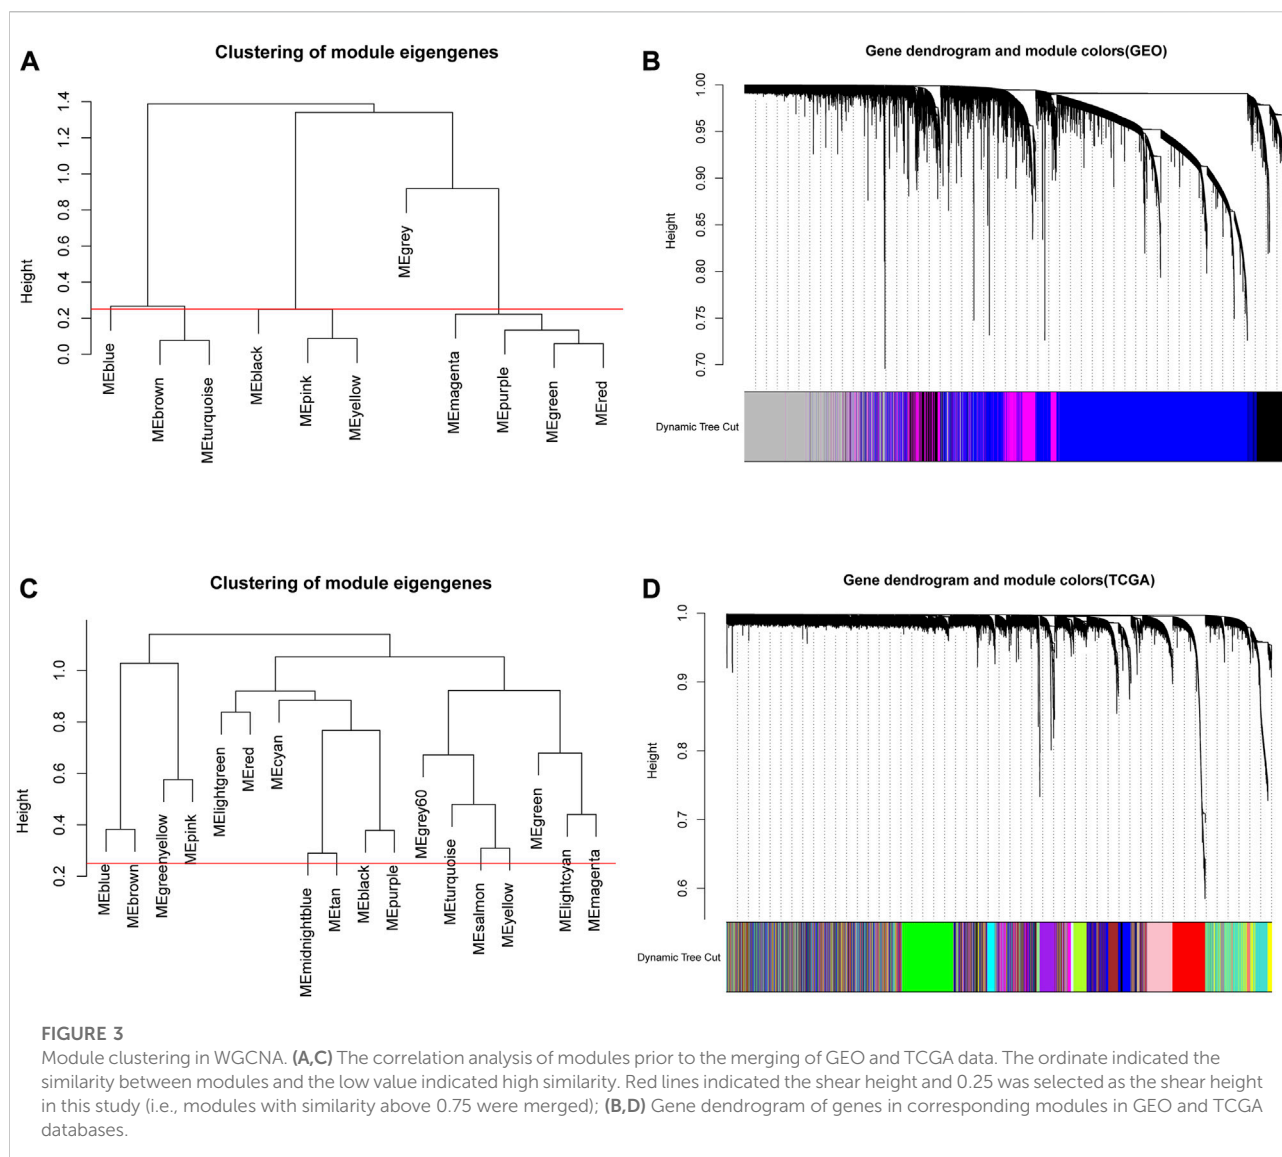 A
Clustering of module eigengenes
Height
1.4
1.2
1.0
0.8
0.6
0.4
0.2
0.0
MEblue
MEbrown
MEturquoise
MEblack
MEpink
MEyellow
MEgrey
MEmagenta
MEpurple
MEgreen
MEred
B
Gene dendrogram and module colors(GEO)
Height
1.00
0.95
0.90
0.85
0.80
0.75
0.70
Dynamic Tree Cut
C
Clustering of module eigengenes
Height
1.0
0.8
0.6
0.4
0.2
MEblue
MEbrown
MEgreenyellow
MEpink
MElightgreen
MEred
MEcyan
MEmidnightblue
MEtan
MEblack
MEpurple
MEgrey60
MEturquoise
MEsalmon
MEyellow
MEgreen
MElightcyan
MEmagenta
D
Gene dendrogram and module colors(TCGA)
Height
1.0
0.9
0.8
0.7
0.6
Dynamic Tree Cut
FIGURE 3
Module clustering in WGCNA. (A,C) The correlation analysis of modules prior to the merging of GEO and TCGA data. The ordinate indicated the
similarity between modules and the low value indicated high similarity. Red lines indicated the shear height and 0.25 was selected as the shear height
in this study (i.e., modules with similarity above 0.75 were merged); (B,D) Gene dendrogram of genes in corresponding modules in GEO and TCGA
databases.